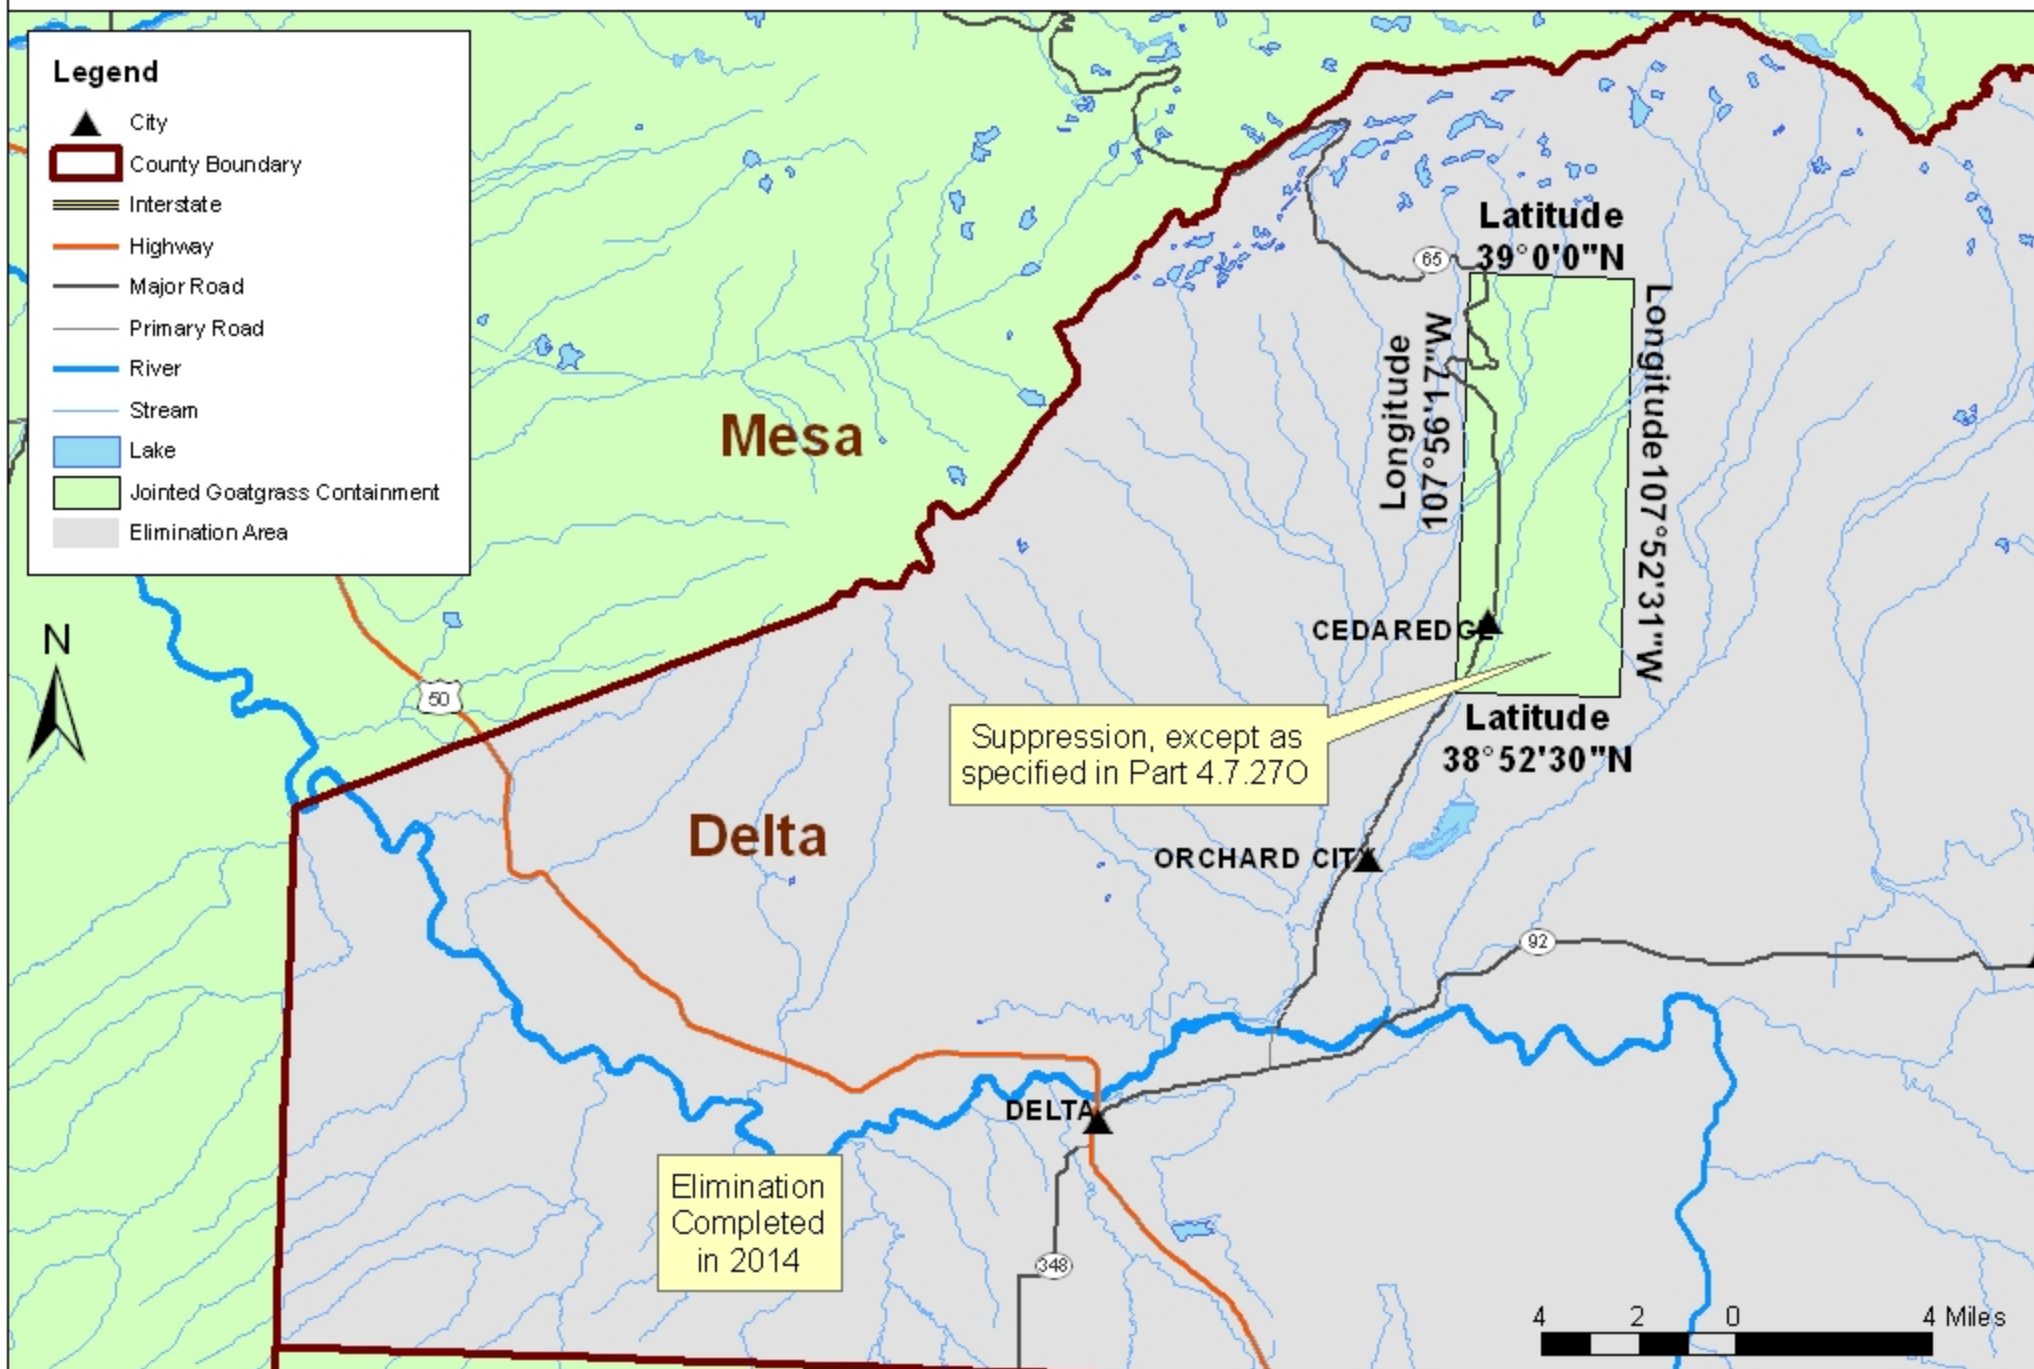 Legend
City
County Boundary
Interstate
Highway
Major Road
Primary Road
River
Stream
Lake
Jointed Goatgrass Containment
Elimination Area
N
50
Mesa
65
Latitude
39°0'0"N
Longitude
107°56'17"W
Longitude107°52'31"W
CEDAREDGE
Latitude
38°52'30"N
Suppression, except as
specified in Part 4.7.27O
Delta
ORCHARD CITY
92
DELTA
Elimination
Completed
in 2014
348
4 2 0 4 Miles